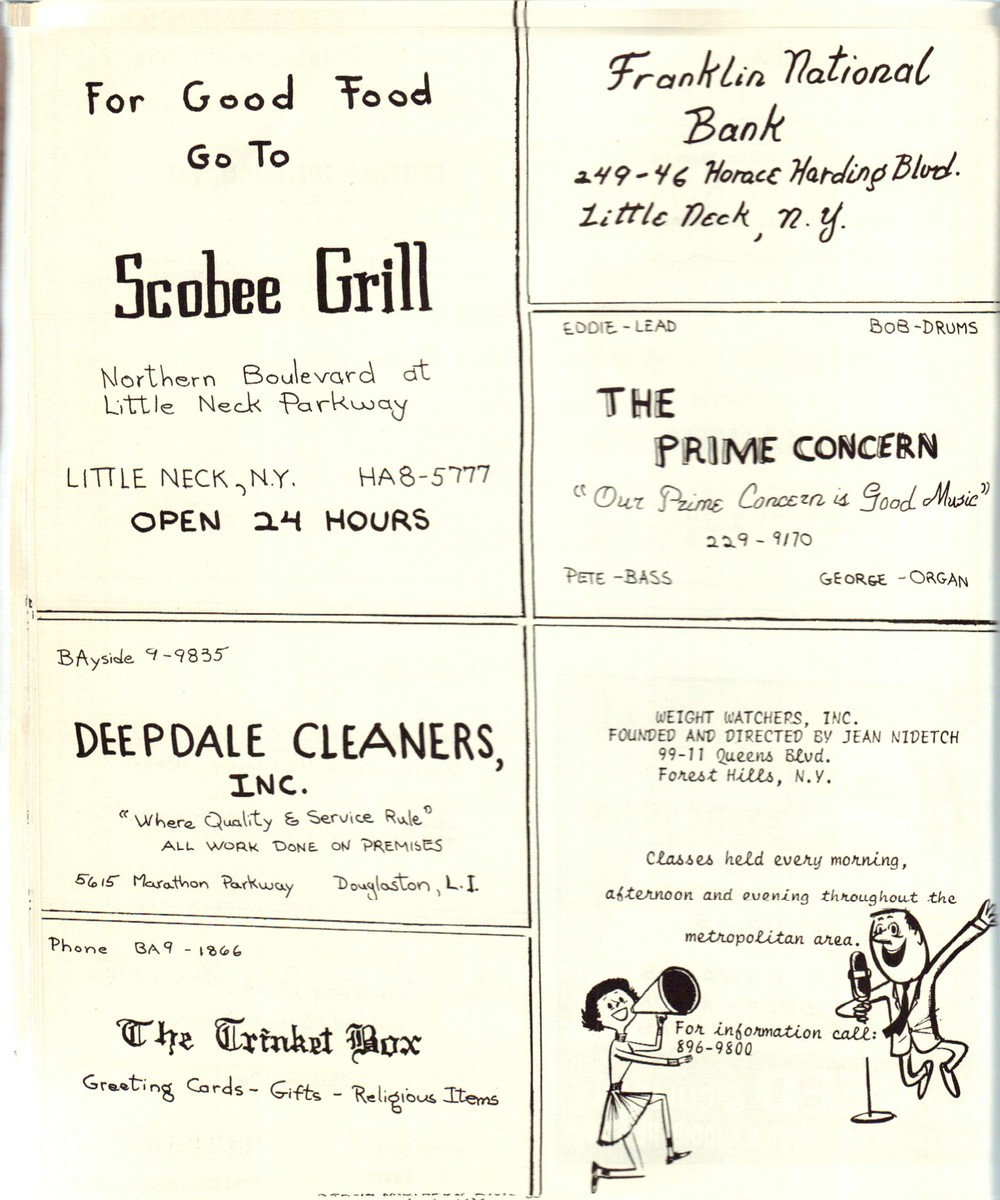 For Good Food
Go To
Scobee Grill
Northern Boulevard at
Little Neck Parkway
LITTLE NECK, N.Y. HA8-5777
OPEN 24 HOURS
Franklin National
Bank
249-46 Horace Harding Blvd.
Little Neck, N.Y.
EDDIE - LEAD BOB - DRUMS
THE
PRIME CONCERN
"Our Prime Concern is Good Music"
229 - 9170
PETE - BASS GEORGE - ORGAN
BAyside 9-9835
DEEPDALE CLEANERS,
INC.
"Where Quality & Service Rule"
ALL WORK DONE ON PREMISES
5615 Marathon Parkway Douglaston, L.I.
Phone BA9 - 1866
The Trinket Box
Greeting Cards - Gifts - Religious Items
WEIGHT WATCHERS, INC.
FOUNDED AND DIRECTED BY JEAN NIDETCH
99-11 Queens Blvd.
Forest Hills, N.Y.
Classes held every morning,
afternoon and evening throughout the
metropolitan area.
For information call:
896-9800